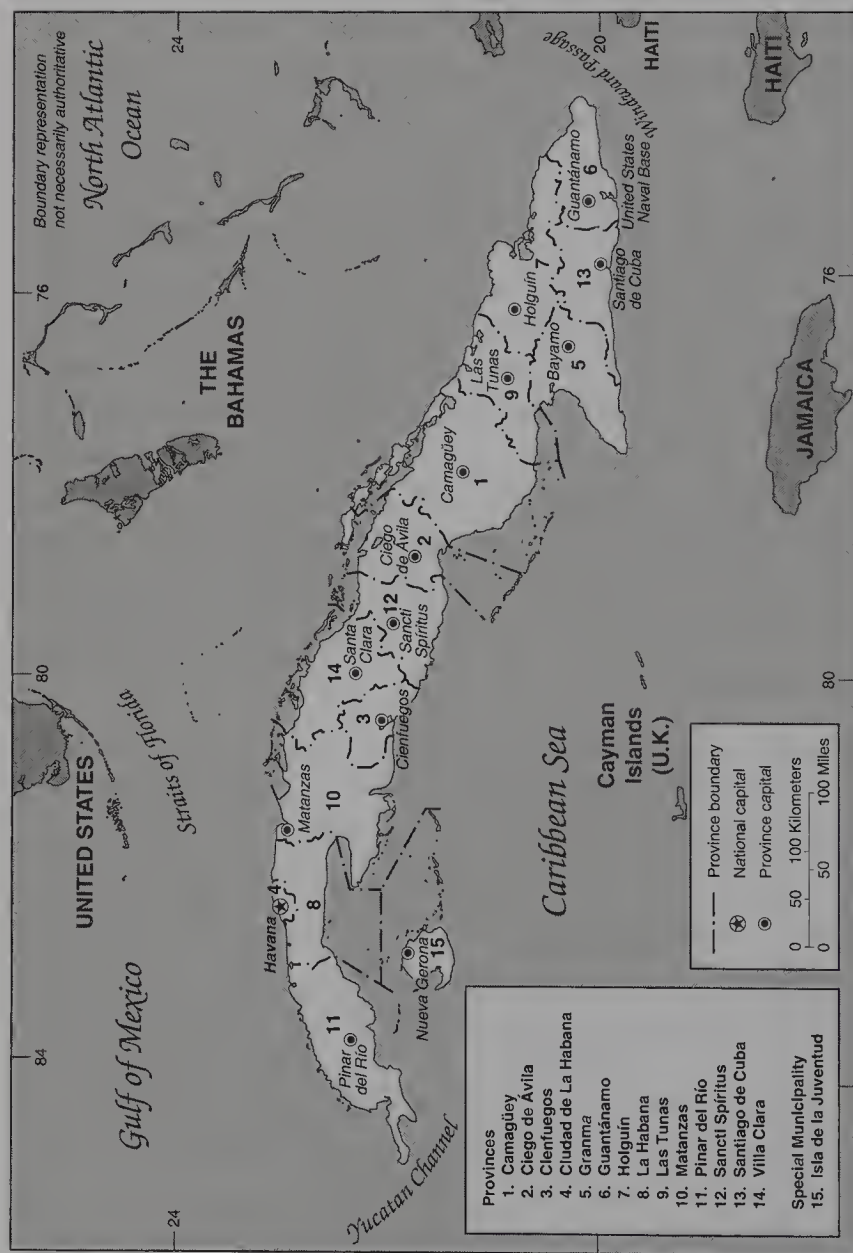 Boundary representation
not necessarily authoritative
84
80
76
24
24
20
80
76
UNITED STATES
Gulf of Mexico
Straits of Florida
North Atlantic
Ocean
THE
BAHAMAS
Yucatan Channel
Havana
4
Matanzas
8
10
11
Pinar
del Río
Nueva Gerona
15
14
Santa
Clara
3
Cienfuegos
12
Sancti
Spíritus
Ciego
de Ávila
2
Camagüey
1
Las
Tunas
9
Holguín
7
Bayamo
5
13
Santiago
de Cuba
Guantánamo
6
United States
Naval Base
Windward Passage
HAITI
HAITI
JAMAICA
Caribbean Sea
Cayman
Islands
(U.K.)
Provinces
1. Camagüey
2. Ciego de Ávila
3. Cienfuegos
4. Ciudad de La Habana
5. Granma
6. Guantánamo
7. Holguín
8. La Habana
9. Las Tunas
10. Matanzas
11. Pinar del Río
12. Sancti Spíritus
13. Santiago de Cuba
14. Villa Clara
Special Municipality
15. Isla de la Juventud
Province boundary
National capital
Province capital
0 50 100 Kilometers
0 50 100 Miles